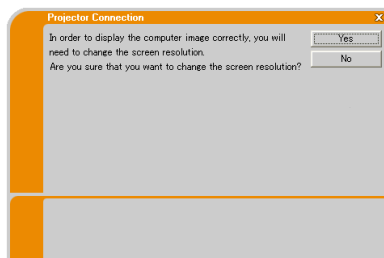 Projector Connection
X
In order to display the computer image correctly, you will
need to change the screen resolution.
Are you sure that you want to change the screen resolution?
Yes
No